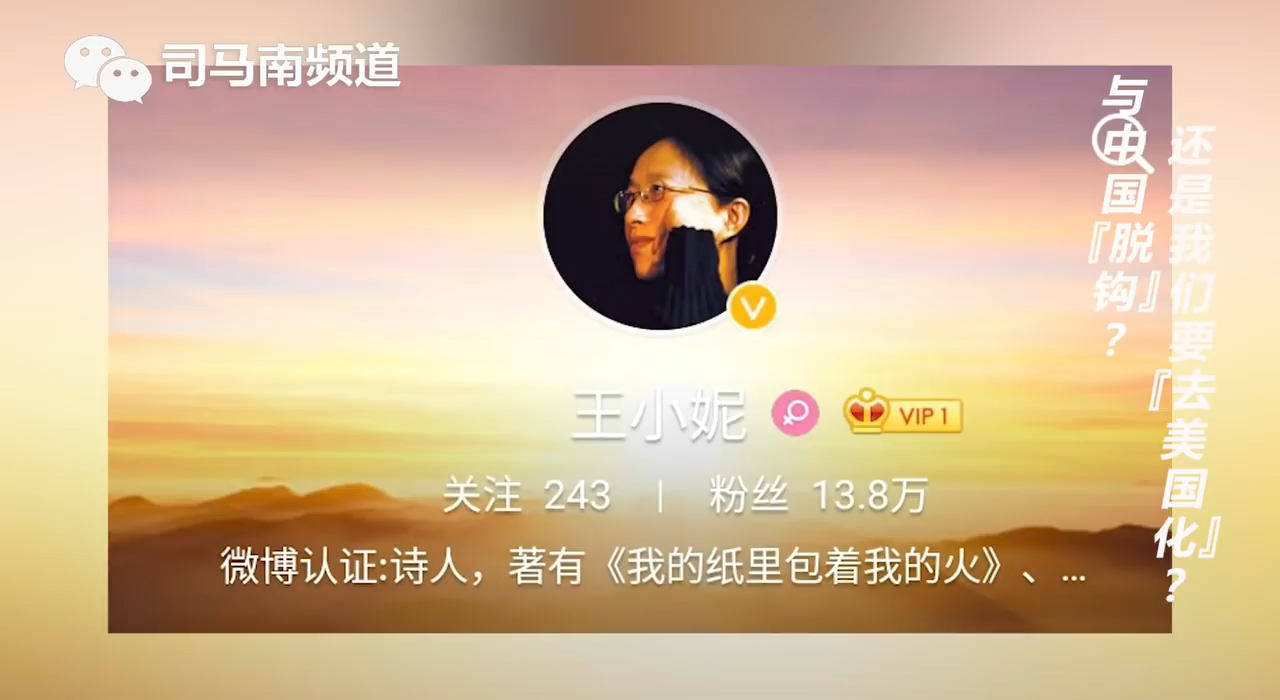 司马南频道
与中国『脱钩』？
还是我们要『去美国化』？
V
王小妮
VIP 1
关注 243 | 粉丝 13.8万
微博认证:诗人，著有《我的纸里包着我的火》、...